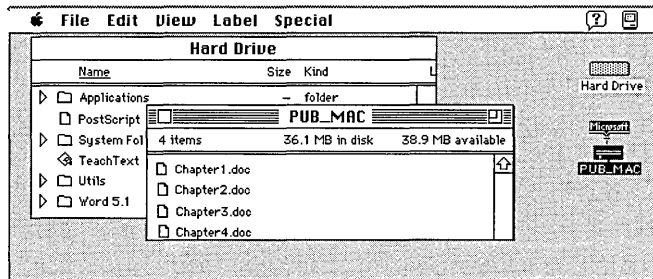 File Edit View Label Special
Hard Drive
Name Size Kind L
Applications – folder
PostScript
System Fol
TeachText
Utils
Word 5.1
PUB_MAC
4 items 36.1 MB in disk 38.9 MB available
Chapter1.doc
Chapter2.doc
Chapter3.doc
Chapter4.doc
Hard Drive
Microsoft
PUB_MAC